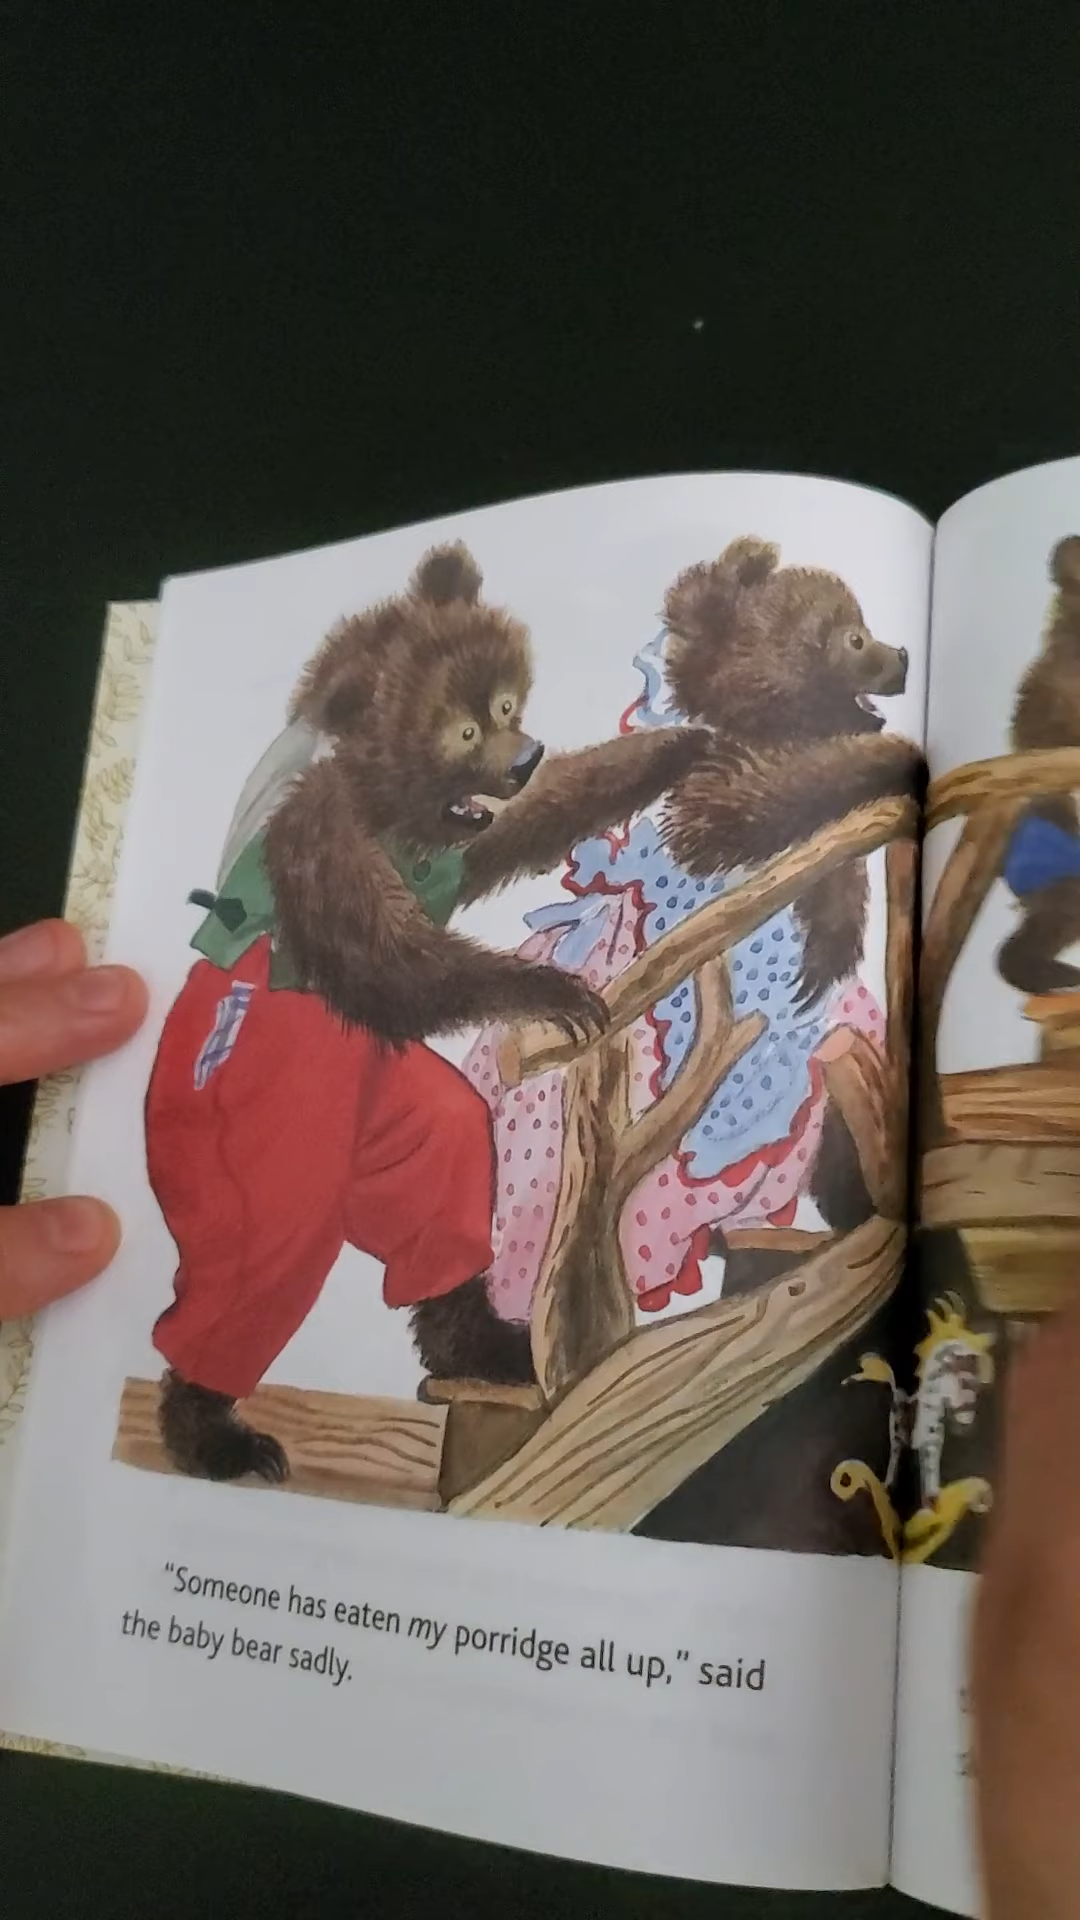 “Someone has eaten my porridge all up,” said
the baby bear sadly.